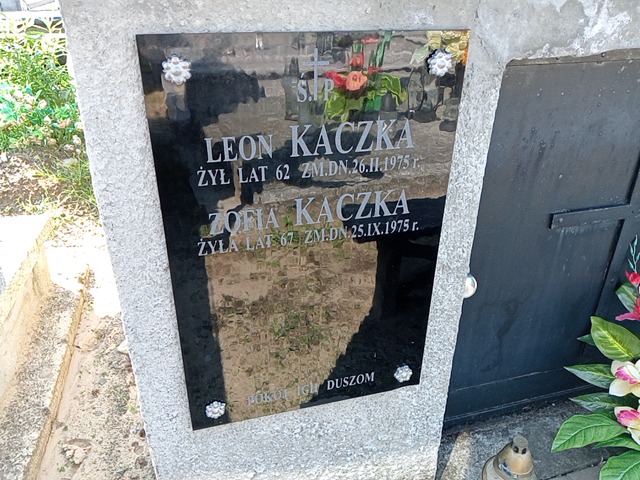 Ś.P.
LEON KACZKA
ŻYŁ LAT 62 ZM.DN.26.II.1975 r.
ZOFIA KACZKA
ŻYŁA LAT 67 ZM.DN.25.IX.1975 r.
POKÓJ ICH DUSZOM